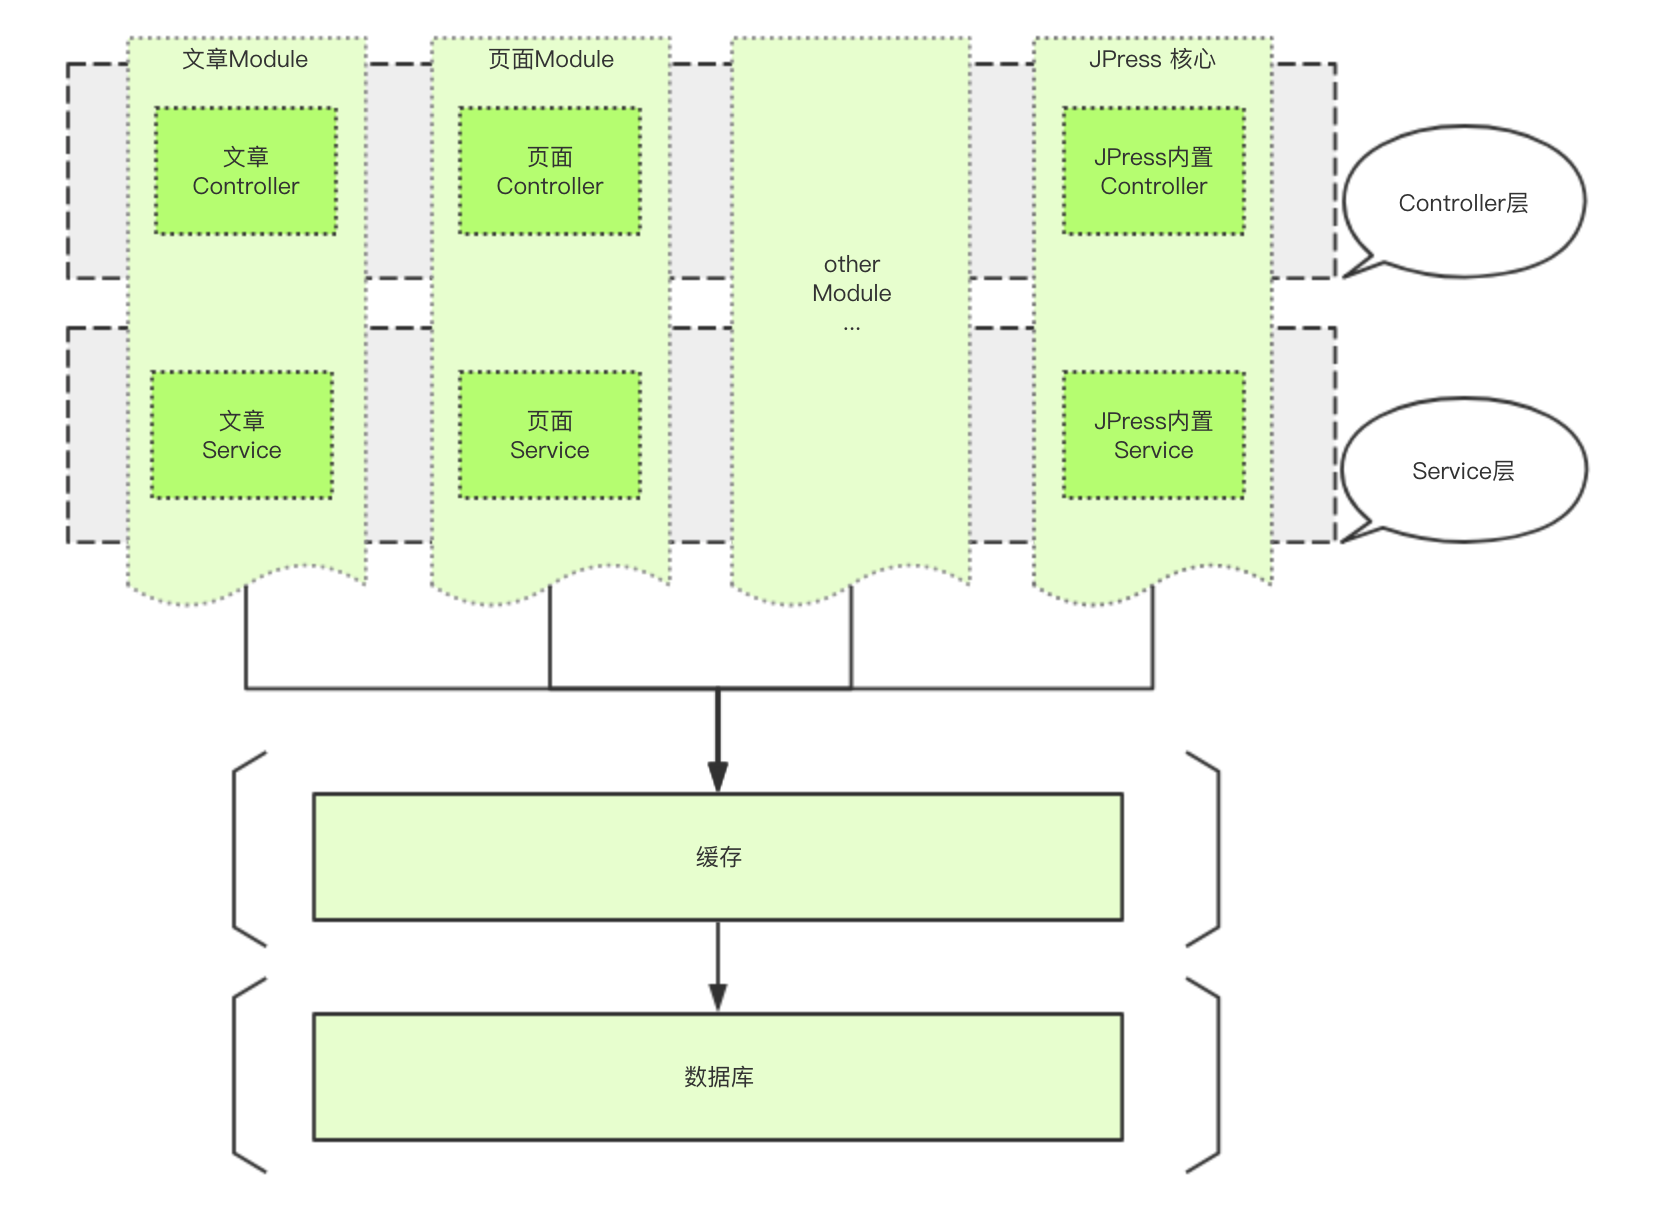 文章Module
页面Module
JPress 核心
文章
Controller
页面
Controller
JPress内置
Controller
Controller层
other
Module
...
文章
Service
页面
Service
JPress内置
Service
Service层
缓存
数据库